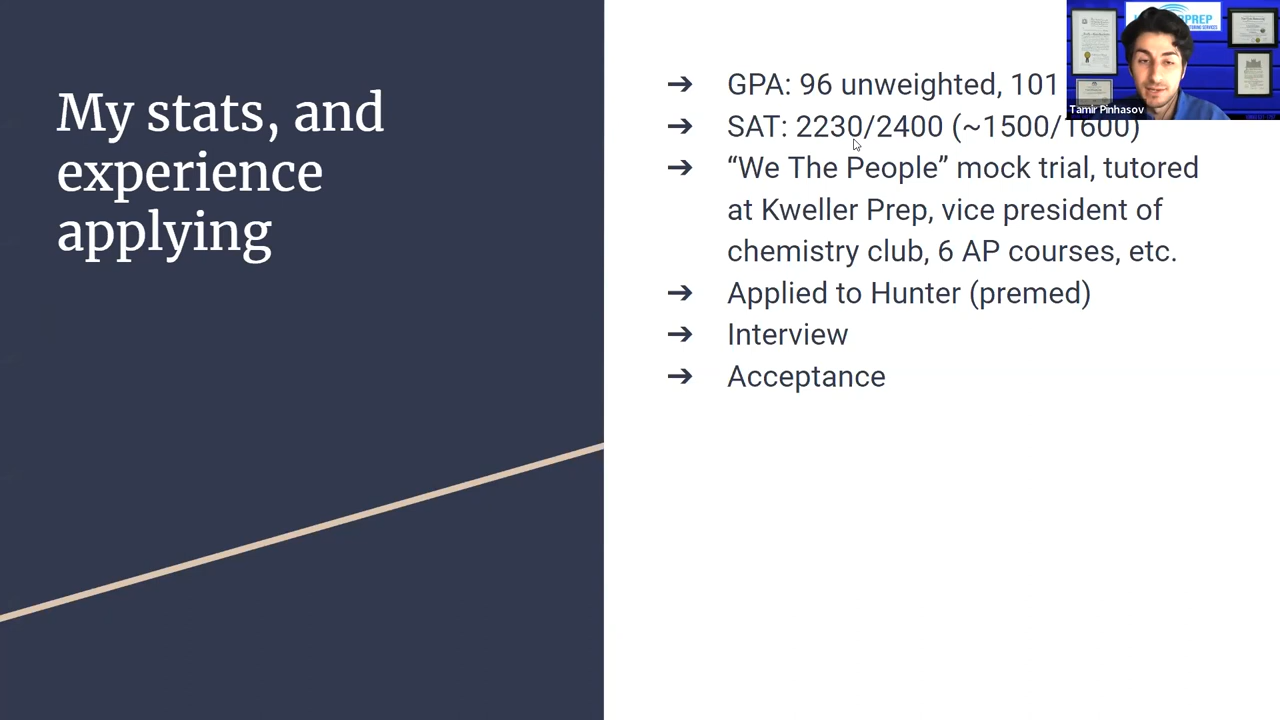 My stats, and
experience
applying
➔ GPA: 96 unweighted, 101
➔ SAT: 2230/2400 (~1500/1600)
➔ “We The People” mock trial, tutored
at Kweller Prep, vice president of
chemistry club, 6 AP courses, etc.
➔ Applied to Hunter (premed)
➔ Interview
➔ Acceptance
Tamir Pinhasov